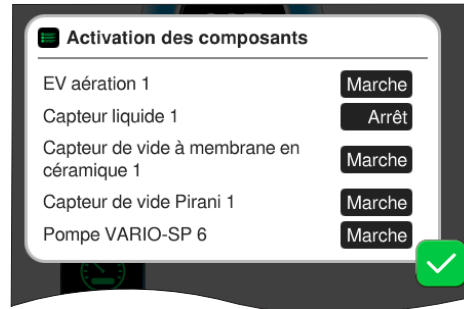 Activation des composants
EV aération 1 Marche
Capteur liquide 1 Arrêt
Capteur de vide à membrane en
céramique 1 Marche
Capteur de vide Pirani 1 Marche
Pompe VARIO-SP 6 Marche